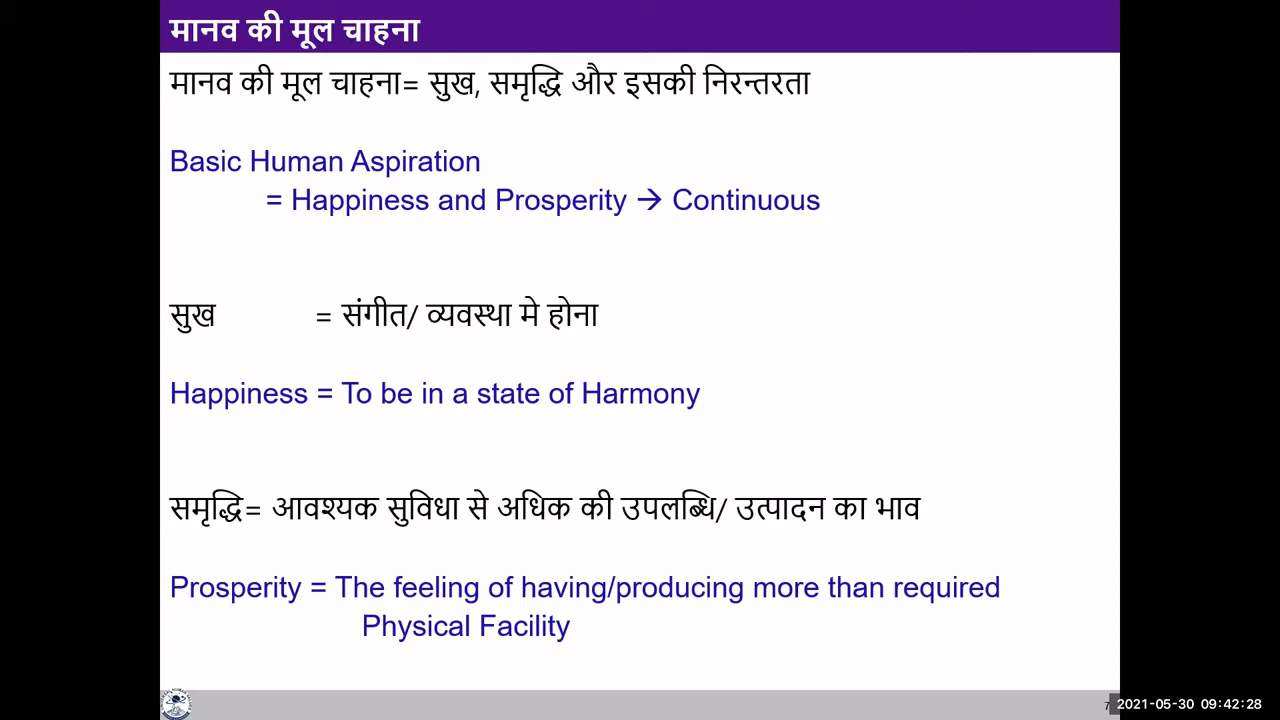 मानव की मूल चाहना
मानव की मूल चाहना= सुख, समृद्धि और इसकी निरन्तरता
Basic Human Aspiration
= Happiness and Prosperity → Continuous
सुख = संगीत/ व्यवस्था मे होना
Happiness = To be in a state of Harmony
समृद्धि= आवश्यक सुविधा से अधिक की उपलब्धि/ उत्पादन का भाव
Prosperity = The feeling of having/producing more than required
Physical Facility
2021-05-30 09:42:28